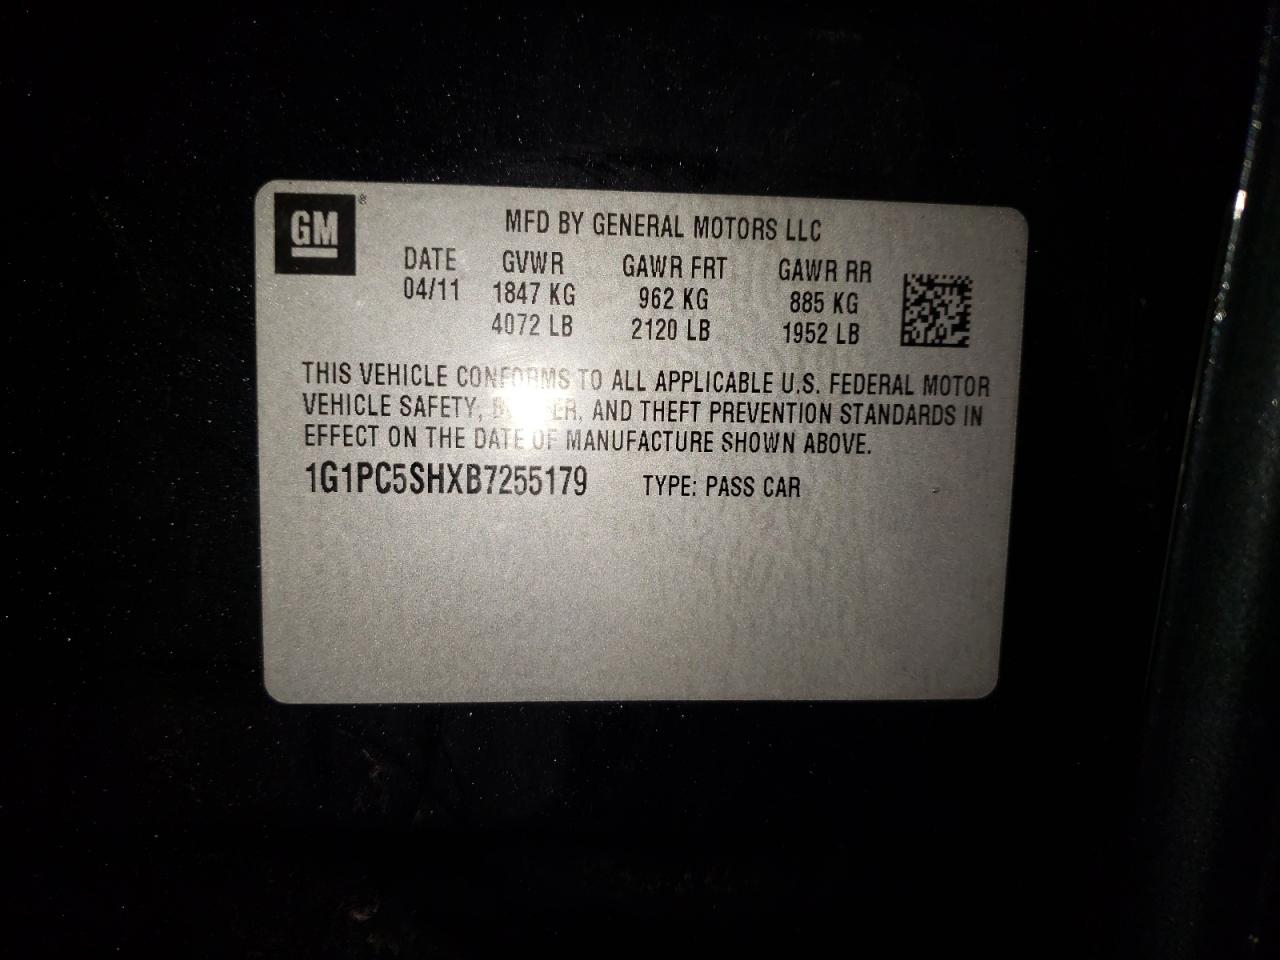 GM®
MFD BY GENERAL MOTORS LLC
DATE GVWR GAWR FRT GAWR RR
04/11 1847 KG 962 KG 885 KG
4072 LB 2120 LB 1952 LB
THIS VEHICLE CONFORMS TO ALL APPLICABLE U.S. FEDERAL MOTOR
VEHICLE SAFETY, AND THEFT PREVENTION STANDARDS IN
EFFECT ON THE DATE OF MANUFACTURE SHOWN ABOVE.
1G1PC5SHXB7255179 TYPE: PASS CAR